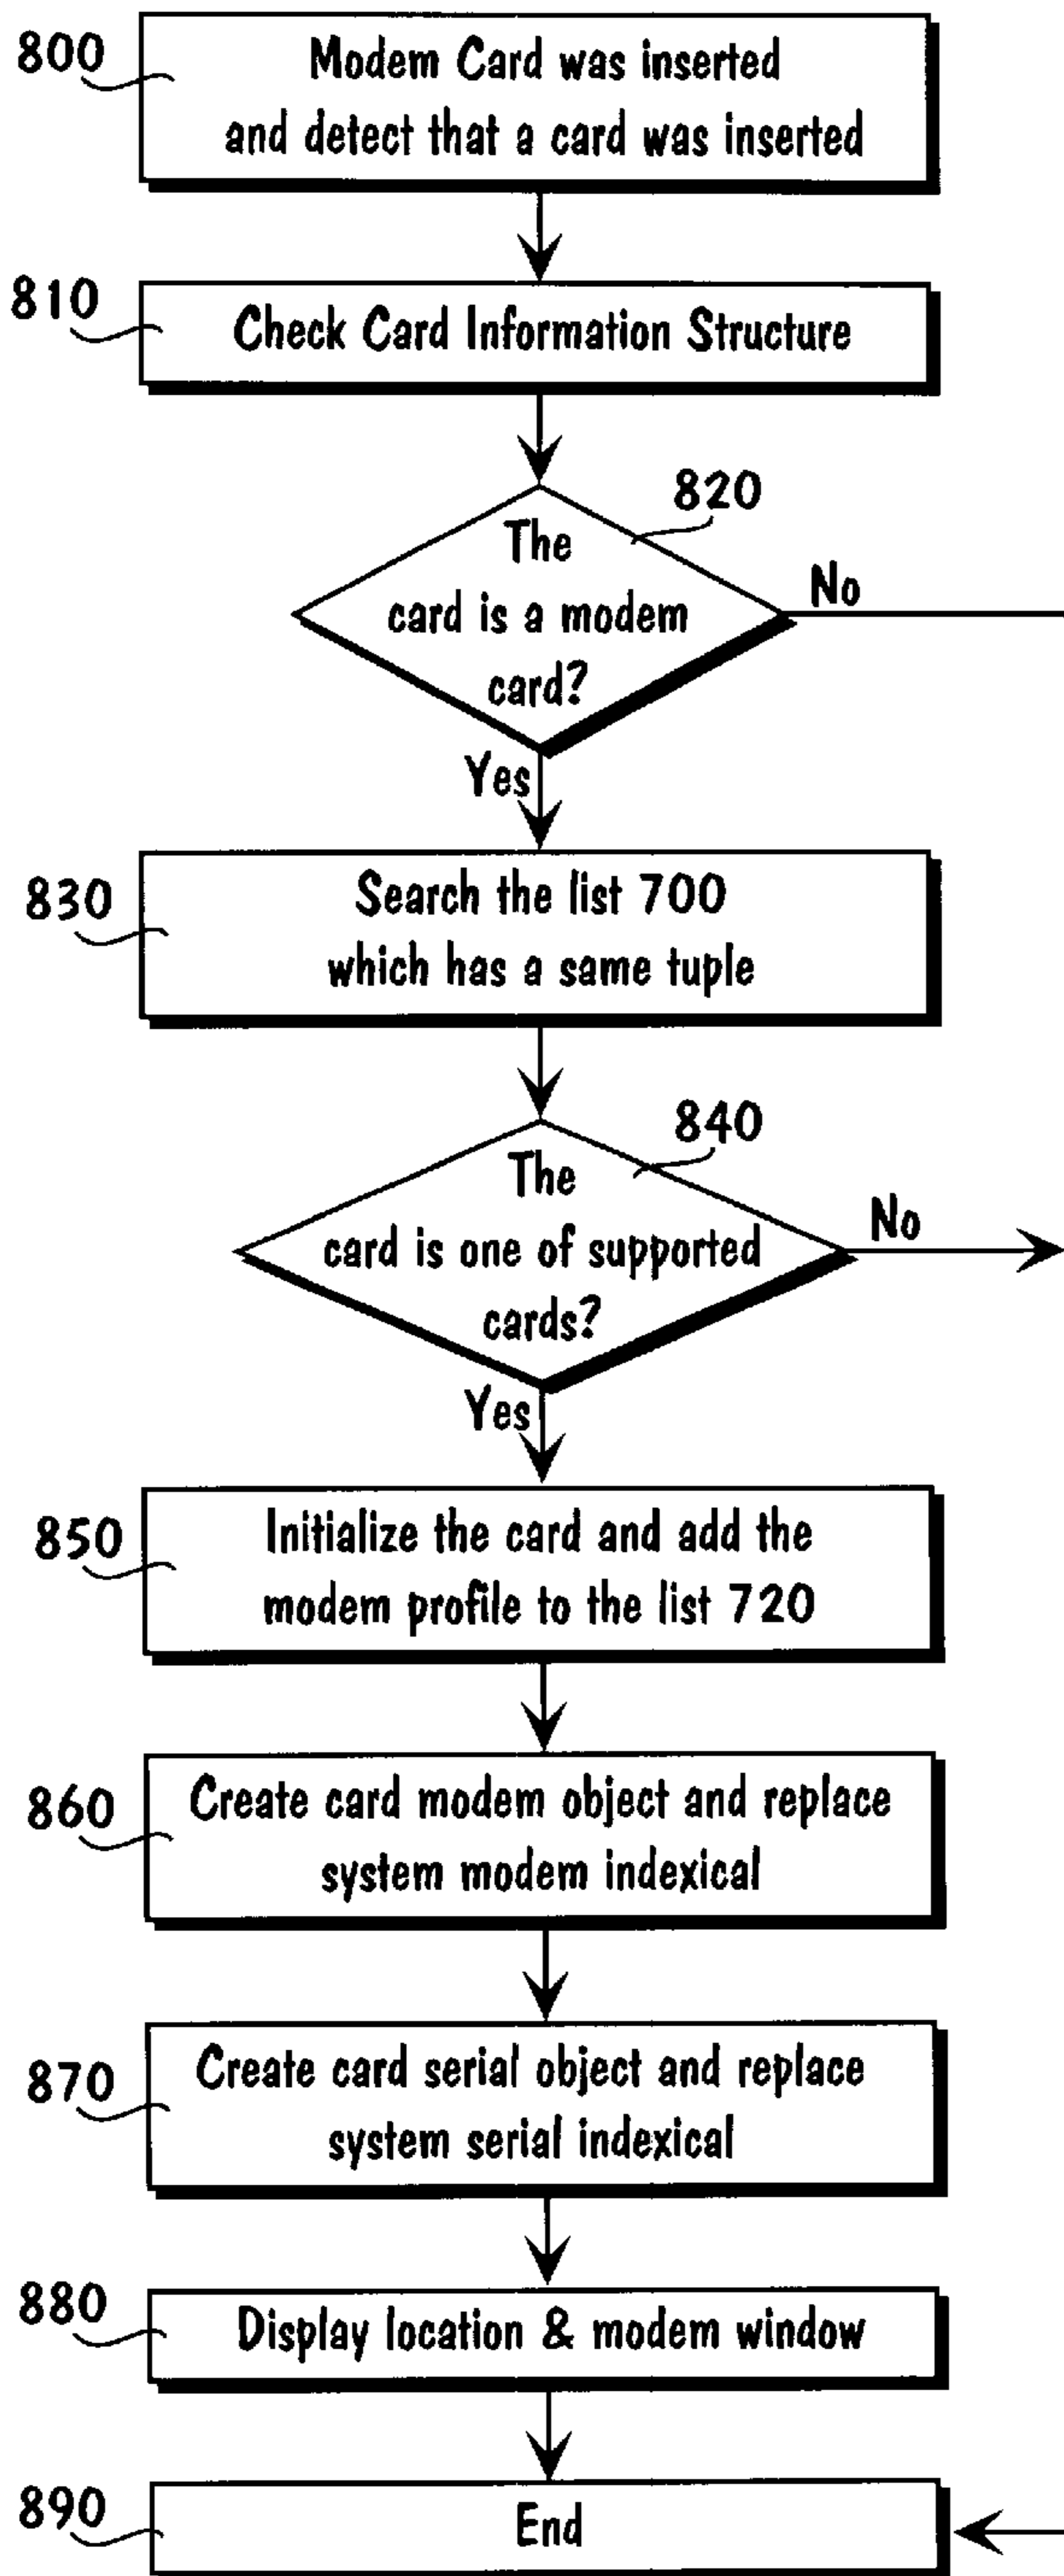 800
Modem Card was inserted
and detect that a card was inserted
810
Check Card Information Structure
820
The
card is a modem
card?
No
Yes
830
Search the list 700
which has a same tuple
840
The
card is one of supported
cards?
No
Yes
850
Initialize the card and add the
modem profile to the list 720
860
Create card modem object and replace
system modem indexical
870
Create card serial object and replace
system serial indexical
880
Display location & modem window
890
End